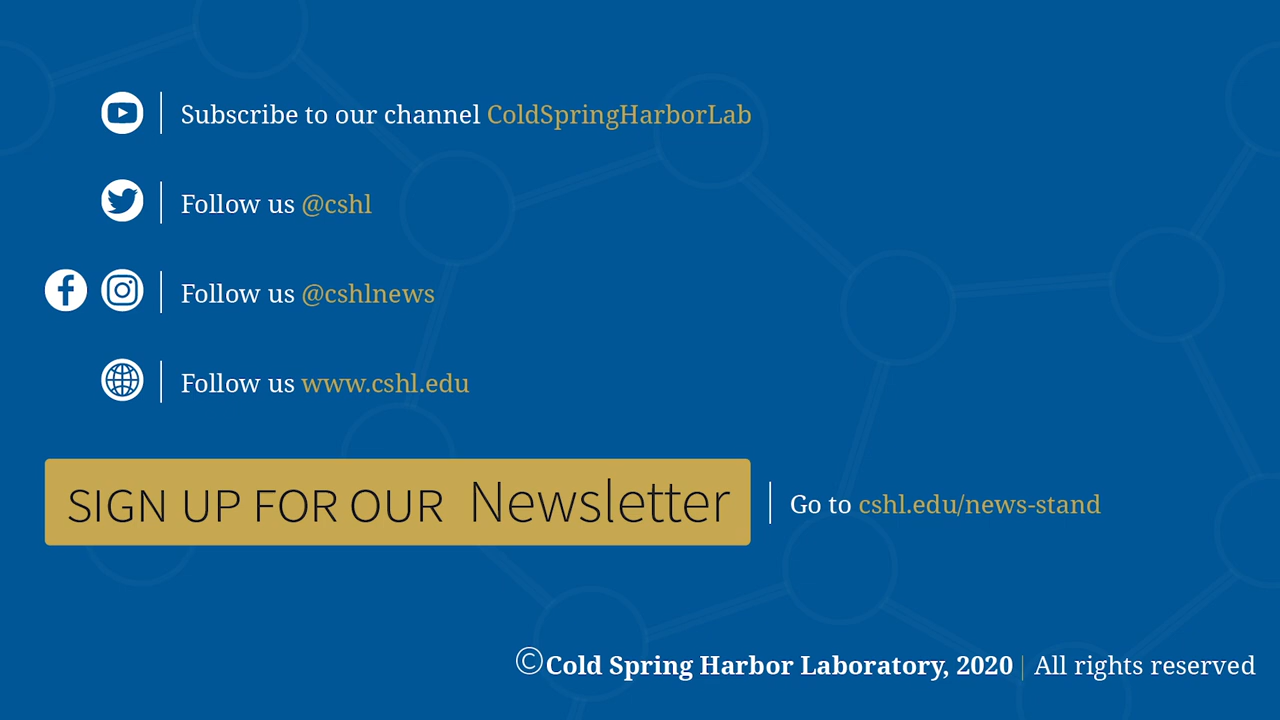 Subscribe to our channel ColdSpringHarborLab
Follow us @cshl
Follow us @cshlnews
Follow us www.cshl.edu
SIGN UP FOR OUR Newsletter
Go to cshl.edu/news-stand
©Cold Spring Harbor Laboratory, 2020 | All rights reserved